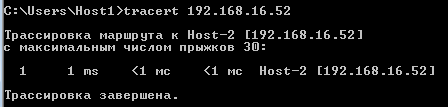 C:\Users\Host1>tracert 192.168.16.52
Трассировка маршрута к Host-2 [192.168.16.52]
с максимальным числом прыжков 30:
1 1 ms <1 мс <1 мс Host-2 [192.168.16.52]
Трассировка завершена.